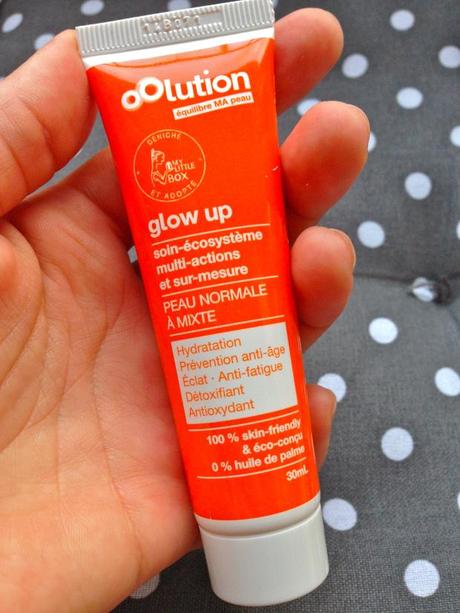 oOlution
équilibre MA peau
DÉNICHÉ
MY
LITTLE
BOX
ET ADOPTÉ
glow up
soin-écosystème
multi-actions
et sur-mesure
PEAU NORMALE
À MIXTE
Hydratation
Prévention anti-âge
Éclat · Anti-fatigue
Détoxifiant
Antioxydant
100 % skin-friendly
& éco-conçu
0 % huile de palme
30mL